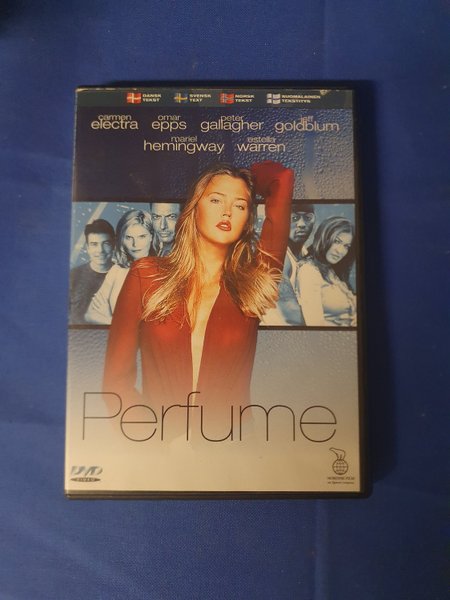 DANSK TEKST
SVENSK TEXT
NORSK TEKST
SUOMALAINEN TEKSTITYS
carmen electra
omar epps
peter gallagher
jeff goldblum
mariel hemingway
estella warren
Perfume
DVD
VIDEO
NORDISK FILM